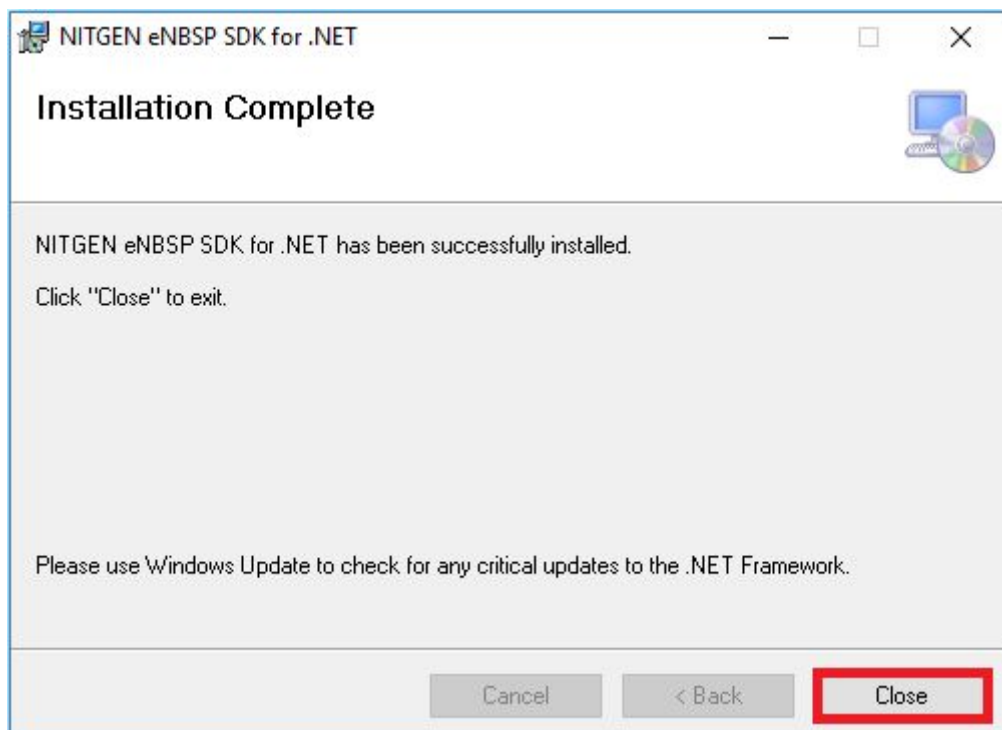 NITGEN eNBSP SDK for .NET
Installation Complete
NITGEN eNBSP SDK for .NET has been successfully installed.
Click "Close" to exit.
Please use Windows Update to check for any critical updates to the .NET Framework.
Cancel
< Back
Close